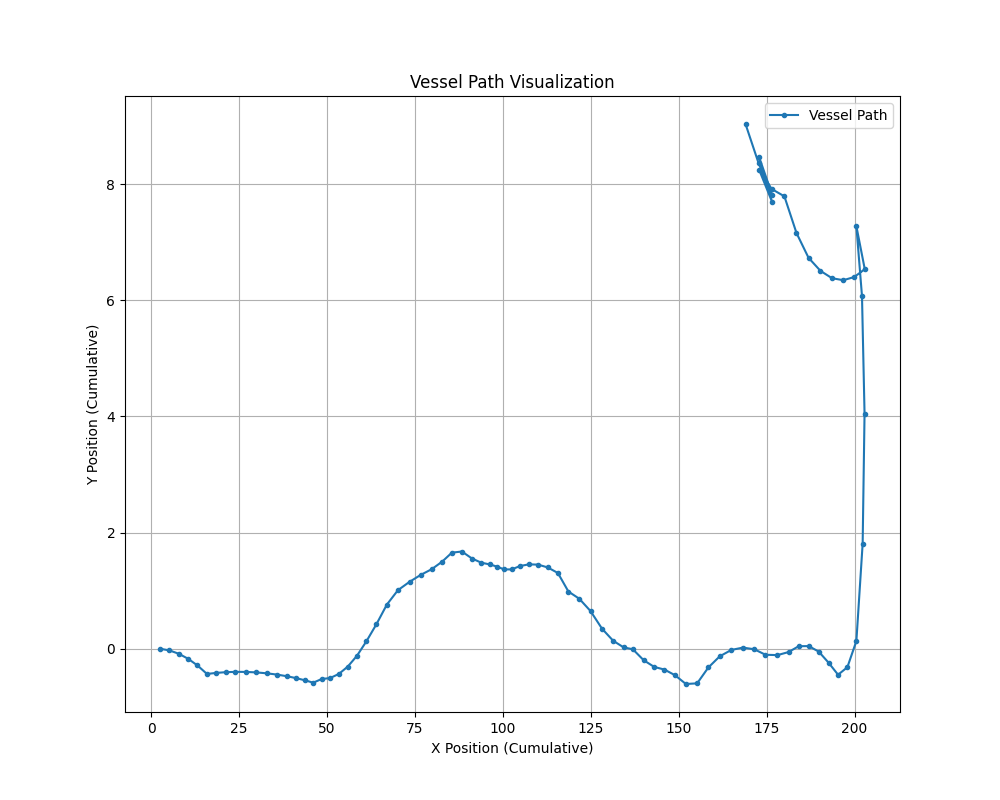 Vessel Path Visualization
Vessel Path
Y Position (Cumulative)
8
6
4
2
0
0 25 50 75 100 125 150 175 200
X Position (Cumulative)